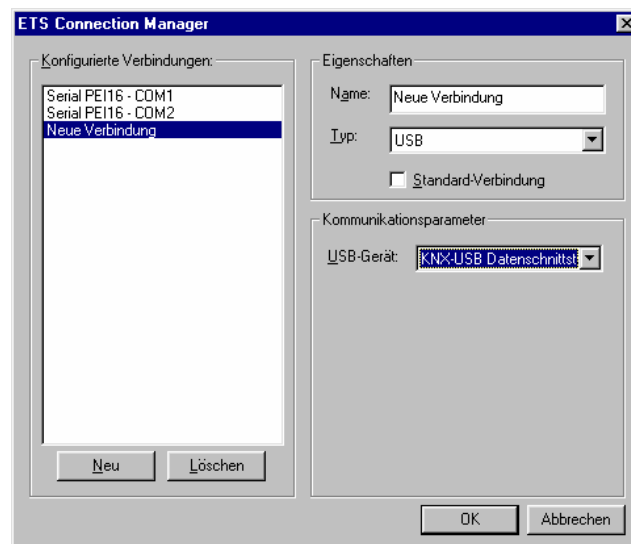 ETS Connection Manager
Konfigurierte Verbindungen:
Serial PEI16 - COM1
Serial PEI16 - COM2
Neue Verbindung
Neu
Löschen
Eigenschaften
Name: Neue Verbindung
Typ: USB
Standard-Verbindung
Kommunikationsparameter
USB-Gerät: KNX-USB Datenschnittst
OK
Abbrechen